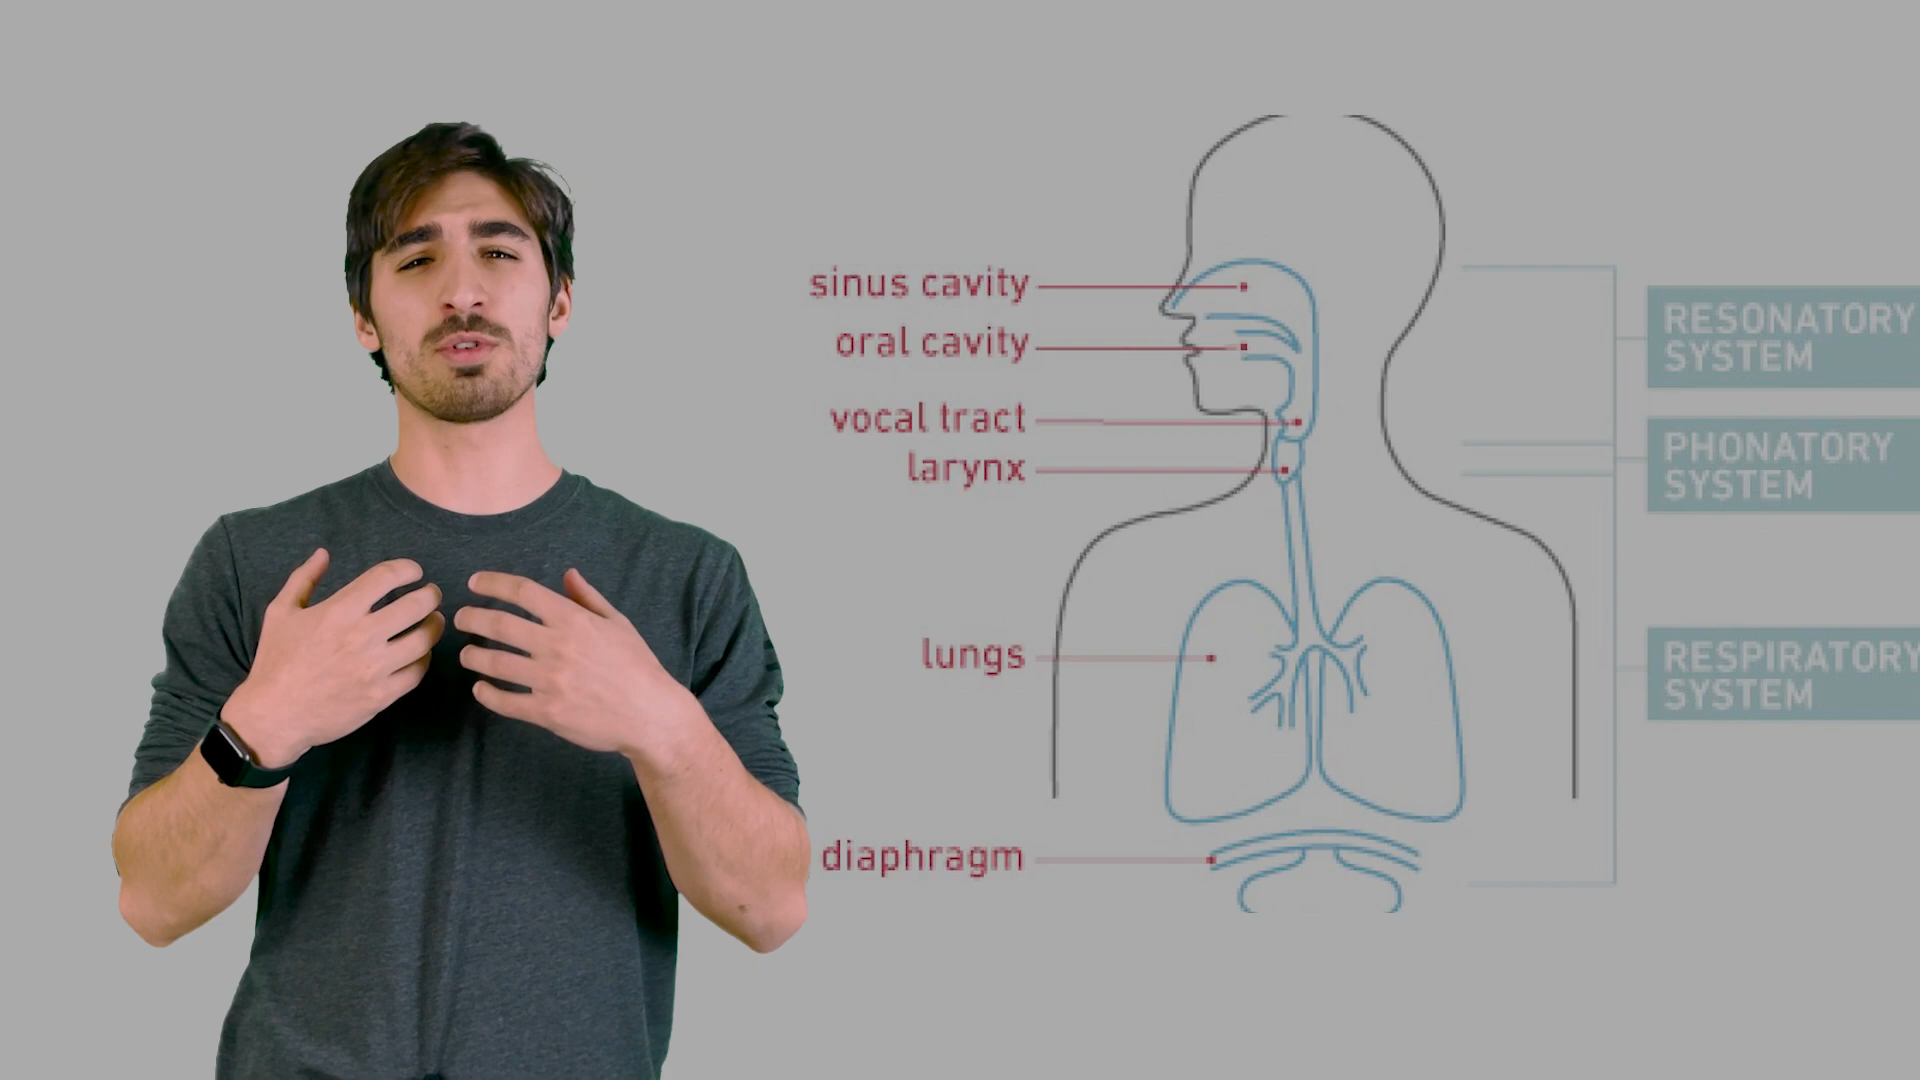 sinus cavity
oral cavity
vocal tract
larynx
lungs
diaphragm
RESONATORY
SYSTEM
PHONATORY
SYSTEM
RESPIRATORY
SYSTEM